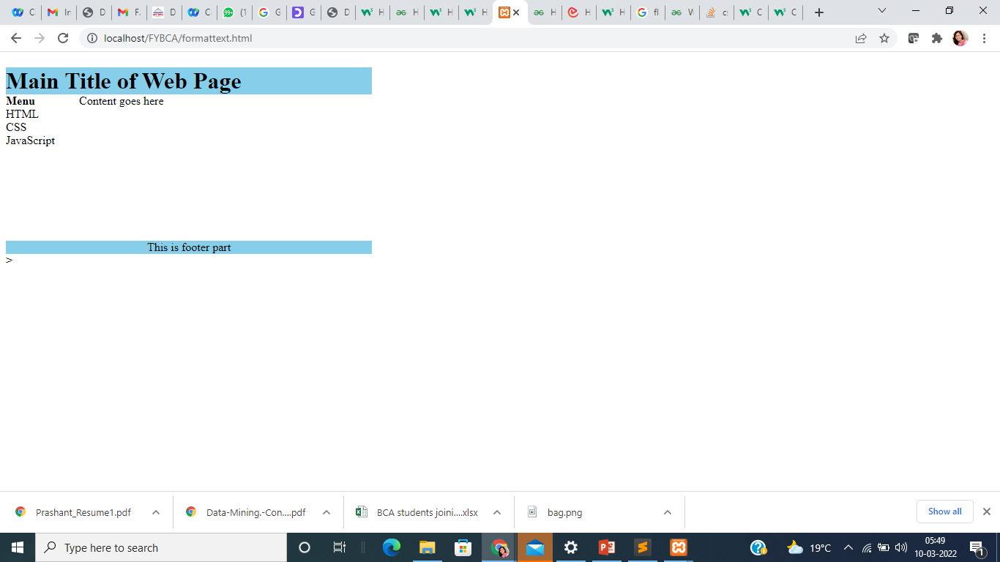 C In D F. D C (1 G G D H H H H H H H fl W c: C C
localhost/FYBCA/formattext.html
Main Title of Web Page
Menu Content goes here
HTML
CSS
JavaScript
This is footer part
>
Prashant_Resume1.pdf Data-Mining.-Con....pdf BCA students joini....xlsx bag.png Show all
Type here to search 19°C 05:49
10-03-2022